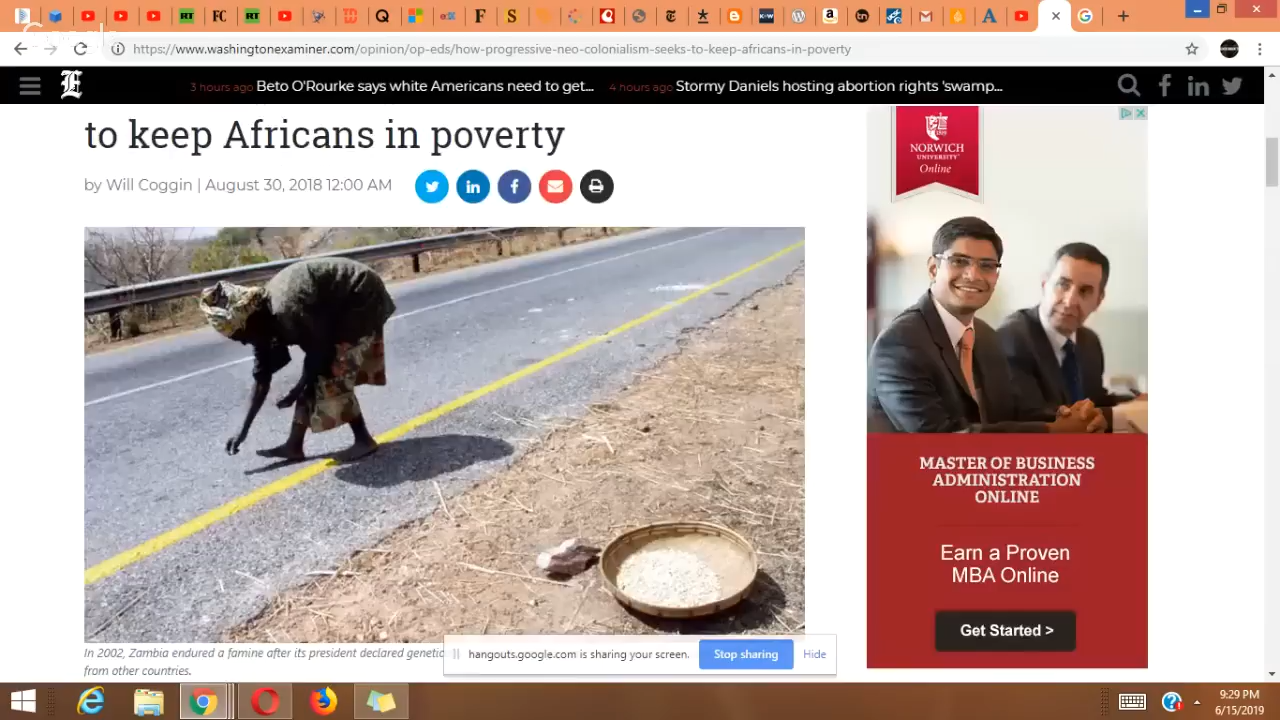 https://www.washingtonexaminer.com/opinion/op-eds/how-progressive-neo-colonialism-seeks-to-keep-africans-in-poverty
3 hours ago Beto O'Rourke says white Americans need to get... 4 hours ago Stormy Daniels hosting abortion rights 'swamp...
to keep Africans in poverty
by Will Coggin | August 30, 2018 12:00 AM
NORWICH
UNIVERSITY
Online
MASTER OF BUSINESS
ADMINISTRATION
ONLINE
Earn a Proven
MBA Online
Get Started >
In 2002, Zambia endured a famine after its president declared genetic
from other countries.
hangouts.google.com is sharing your screen. Stop sharing Hide
9:29 PM
6/15/2019